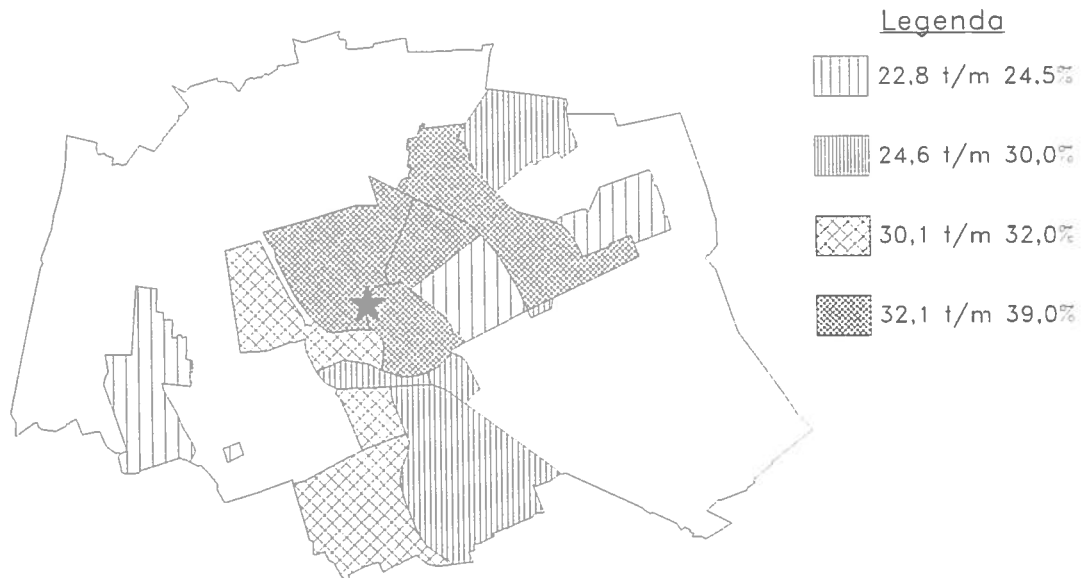 Legenda
22,8 t/m 24.5%
24,6 t/m 30,0%
30,1 t/m 32,0%
32,1 t/m 39,0%